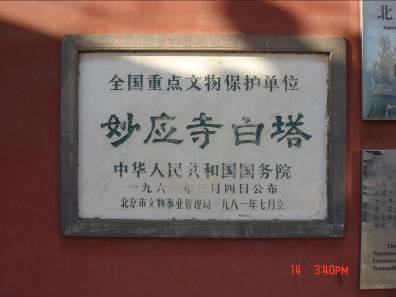 全国重点文物保护单位
妙应寺白塔
中华人民共和国国务院
一九六一年三月四日公布
北京市文物事业管理局一九八一年七月立
北
14 3:40PM